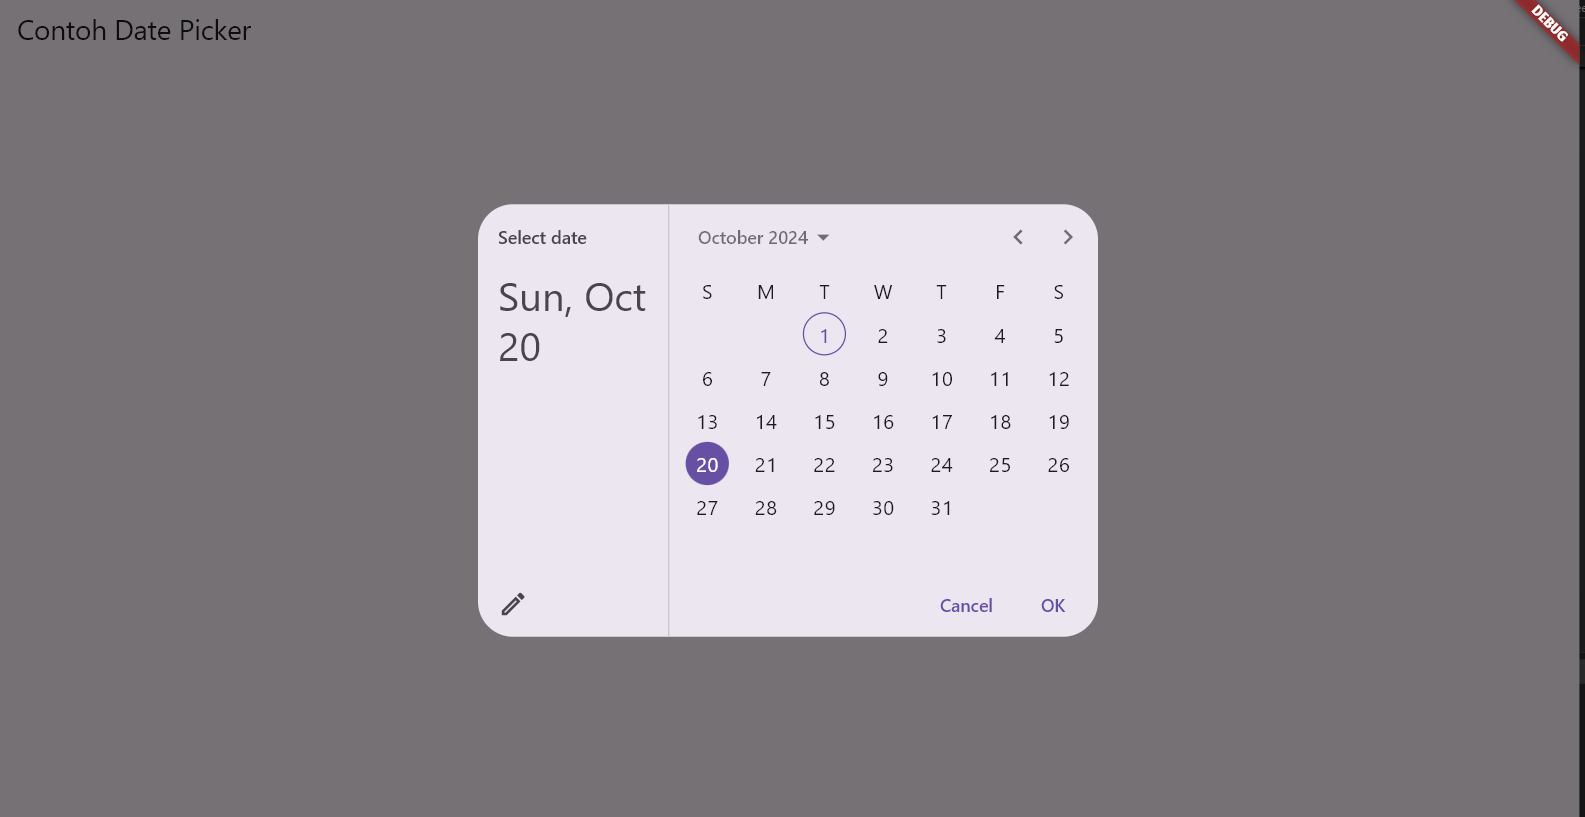 Contoh Date Picker
DEBUG
Select date
Sun, Oct
20
October 2024
S M T W T F S
1 2 3 4 5
6 7 8 9 10 11 12
13 14 15 16 17 18 19
20 21 22 23 24 25 26
27 28 29 30 31
Cancel OK